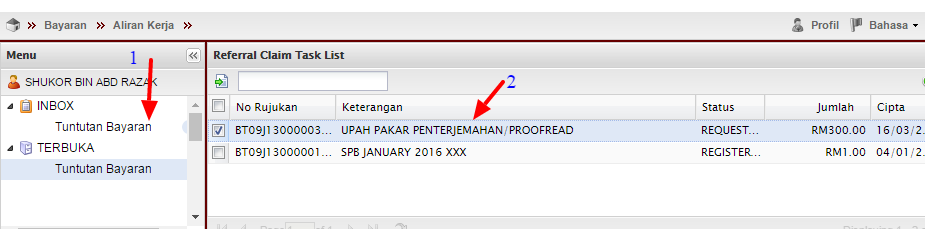 Bayaran » Aliran Kerja » Profil Bahasa
Menu
1
Referral Claim Task List
SHUKOR BIN ABD RAZAK
2
INBOX
Tuntutan Bayaran
TERBUKA
Tuntutan Bayaran
No Rujukan Keterangan Status Jumlah Cipta
BT09J13000003... UPAH PAKAR PENTERJEMAHAN/PROOFREAD REQUEST... RM300.00 16/03/2
BT09J13000001... SPB JANUARY 2016 XXX REGISTER... RM1.00 04/01/2